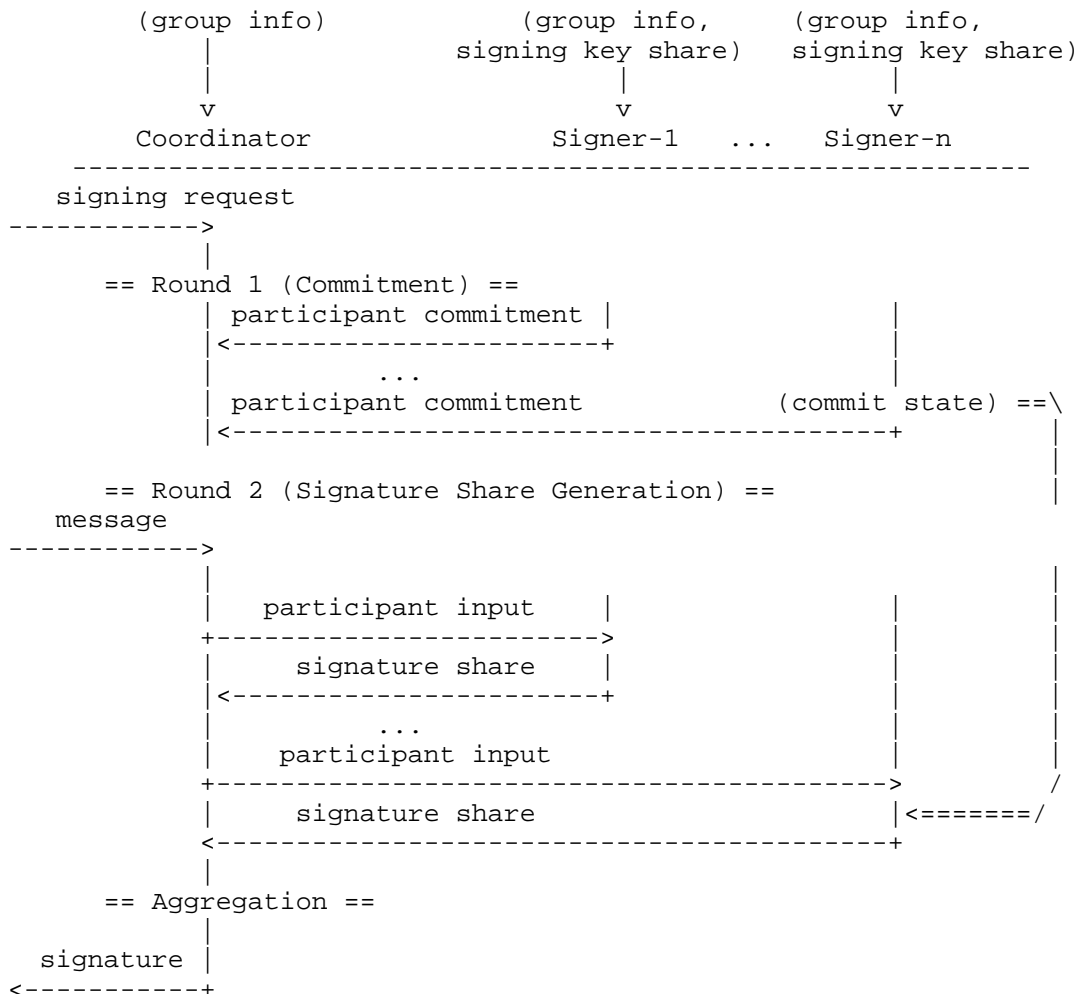 (group info) (group info, (group info,
signing key share) signing key share)
v v v
Coordinator Signer-1 ... Signer-n
signing request
== Round 1 (Commitment) ==
participant commitment
...
participant commitment (commit state) ==\
== Round 2 (Signature Share Generation) ==
message
participant input
signature share
...
participant input
signature share
== Aggregation ==
signature